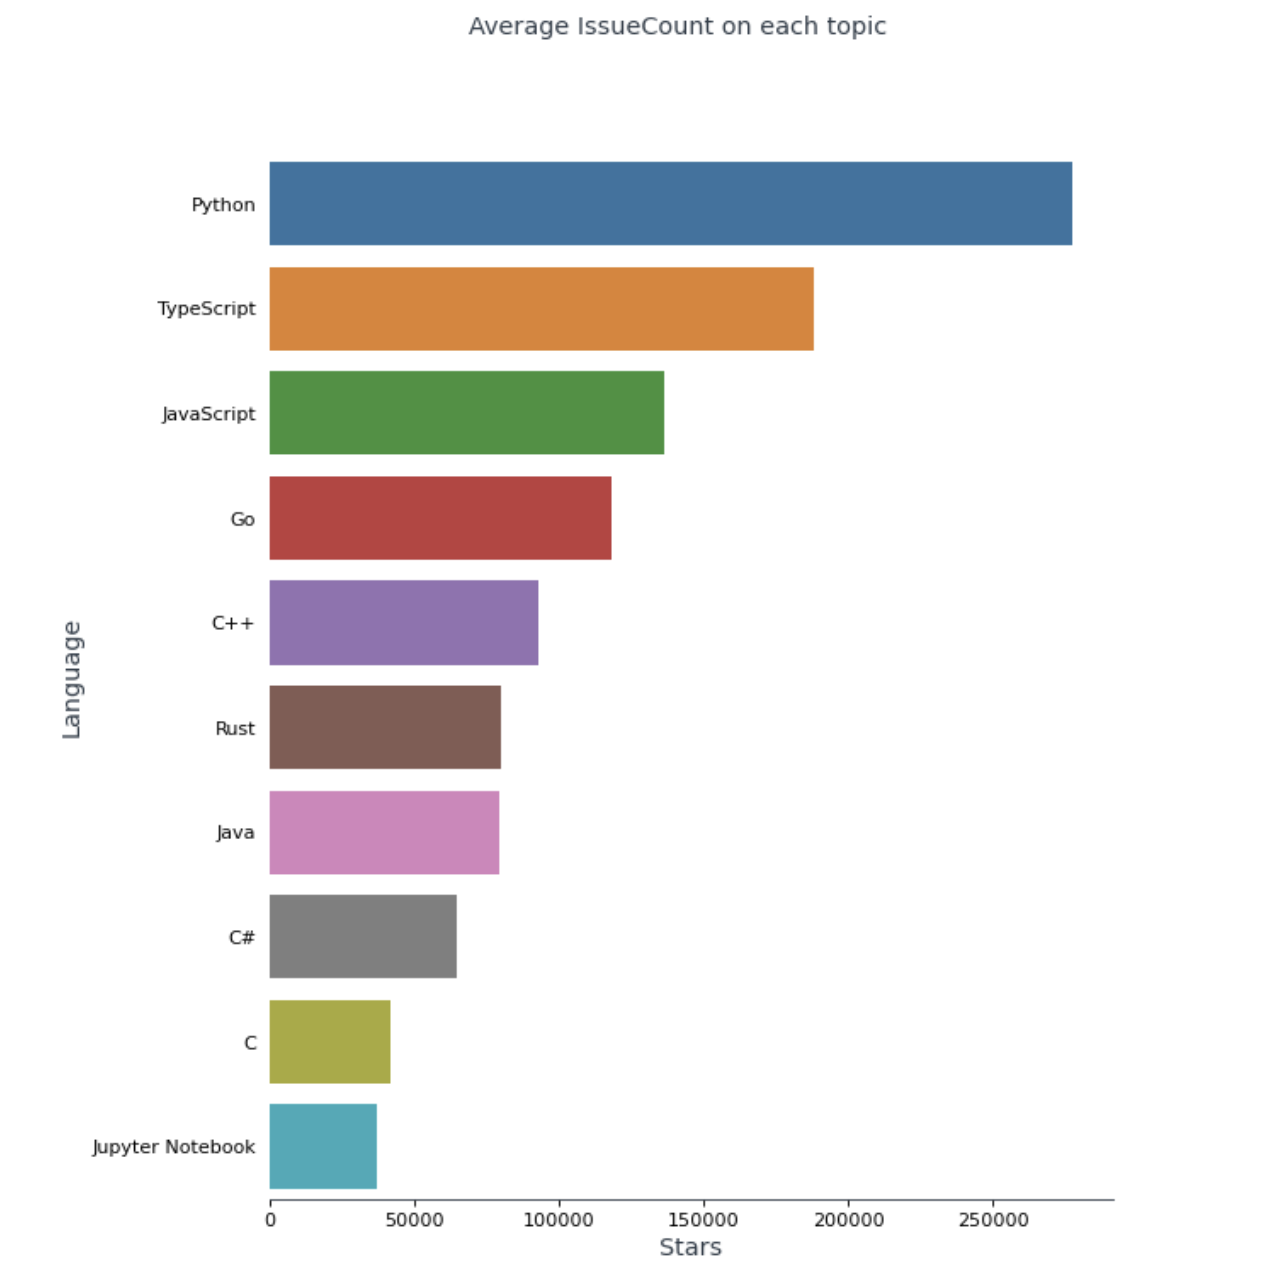 Average IssueCount on each topic
Python
TypeScript
JavaScript
Go
C++
Rust
Java
C#
C
Jupyter Notebook
Language
0 50000 100000 150000 200000 250000
Stars